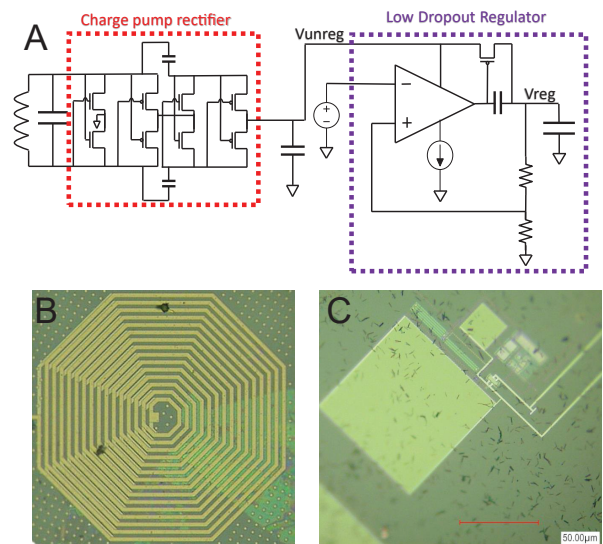 A
Charge pump rectifier
Low Dropout Regulator
Vunreg
Vreg
B
C
50.00µm